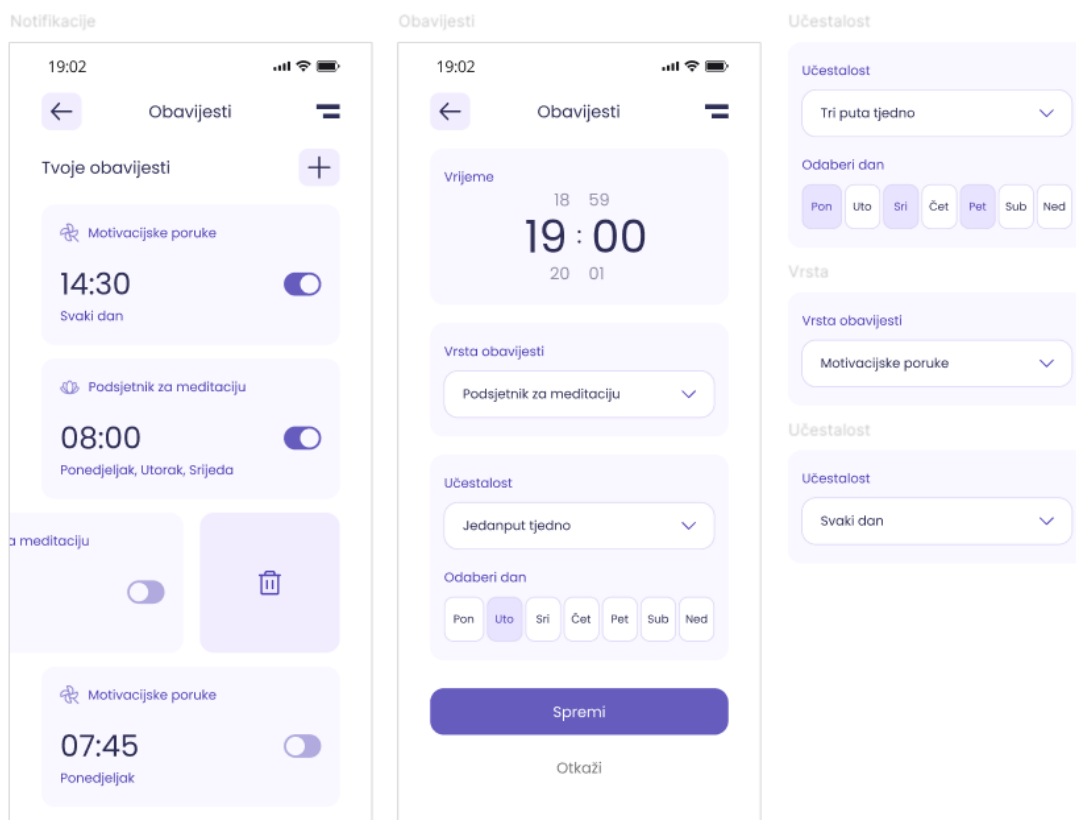 Notifikacije
19:02
Obavijesti
Tvoje obavijesti
Motivacijske poruke
14:30
Svaki dan
Podsjetnik za meditaciju
08:00
Ponedjeljak, Utorak, Srijeda
a meditaciju
Motivacijske poruke
07:45
Ponedjeljak
Obavijesti
19:02
Obavijesti
Vrijeme
18 59
19 : 00
20 01
Vrsta obavijesti
Podsjetnik za meditaciju
Učestalost
Jedanput tjedno
Odaberi dan
Pon Uto Sri Čet Pet Sub Ned
Spremi
Otkaži
Učestalost
Učestalost
Tri puta tjedno
Odaberi dan
Pon Uto Sri Čet Pet Sub Ned
Vrsta
Vrsta obavijesti
Motivacijske poruke
Učestalost
Učestalost
Svaki dan